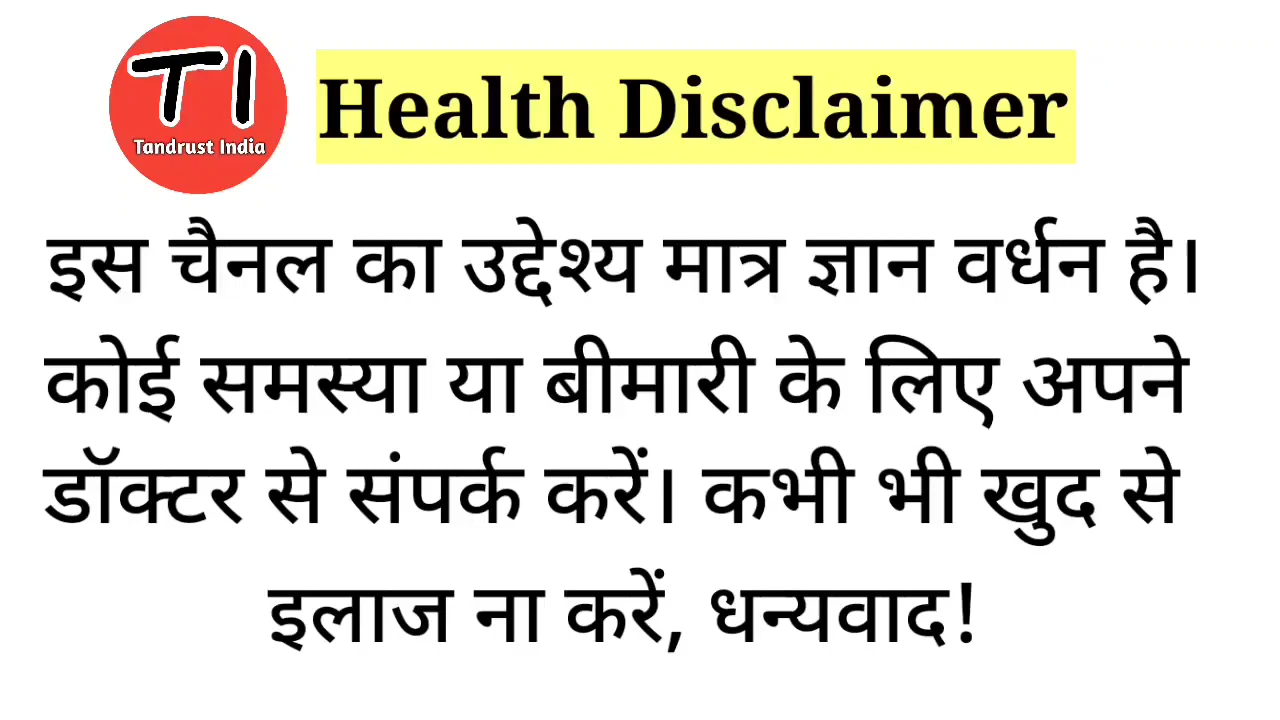 TI
Tandrust India
Health Disclaimer
इस चैनल का उद्देश्य मात्र ज्ञान वर्धन है।
कोई समस्या या बीमारी के लिए अपने
डॉक्टर से संपर्क करें। कभी भी खुद से
इलाज ना करें, धन्यवाद!